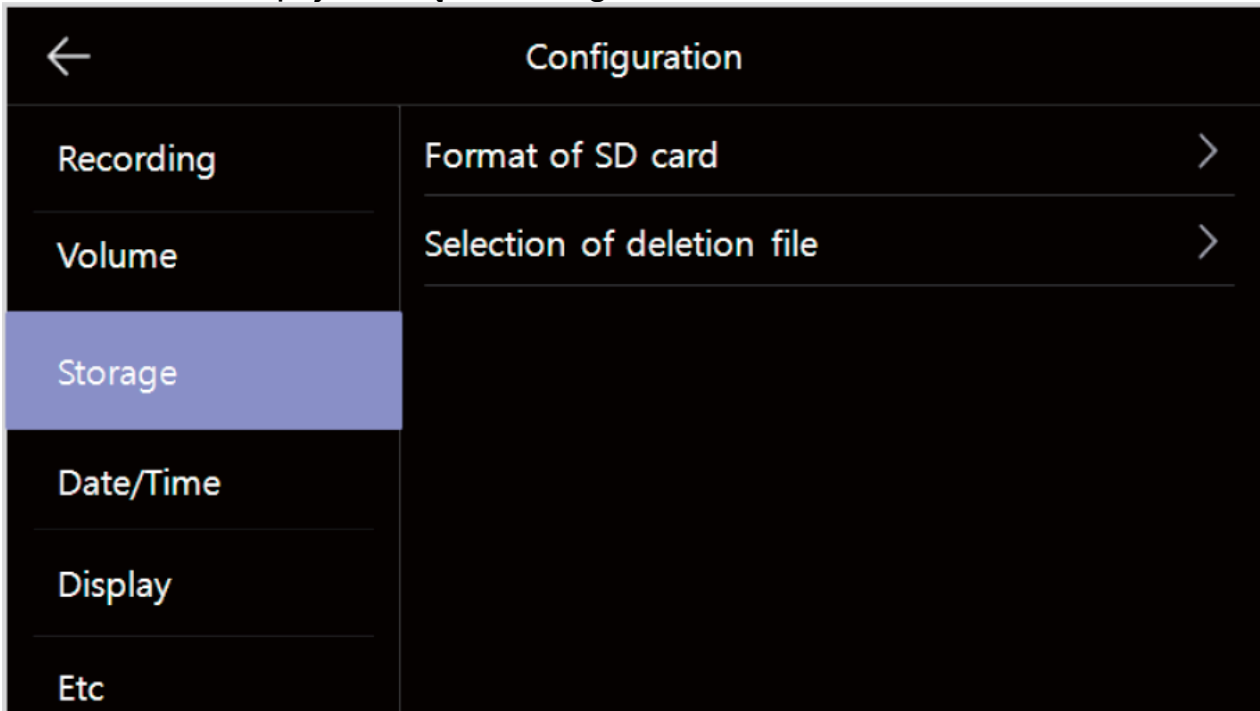 Configuration
Recording
Format of SD card
Volume
Selection of deletion file
Storage
Date/Time
Display
Etc